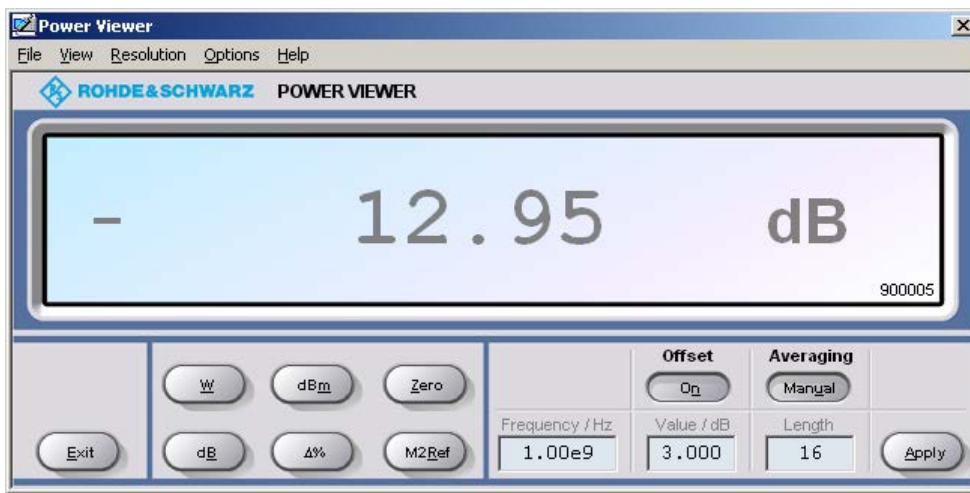 Power Viewer
File View Resolution Options Help
ROHDE&SCHWARZ POWER VIEWER
- 12.95 dB
900005
Offset Averaging
W dBm Zero On Manual
Frequency / Hz Value / dB Length
Exit dB Δ% M2Ref 1.00e9 3.000 16 Apply